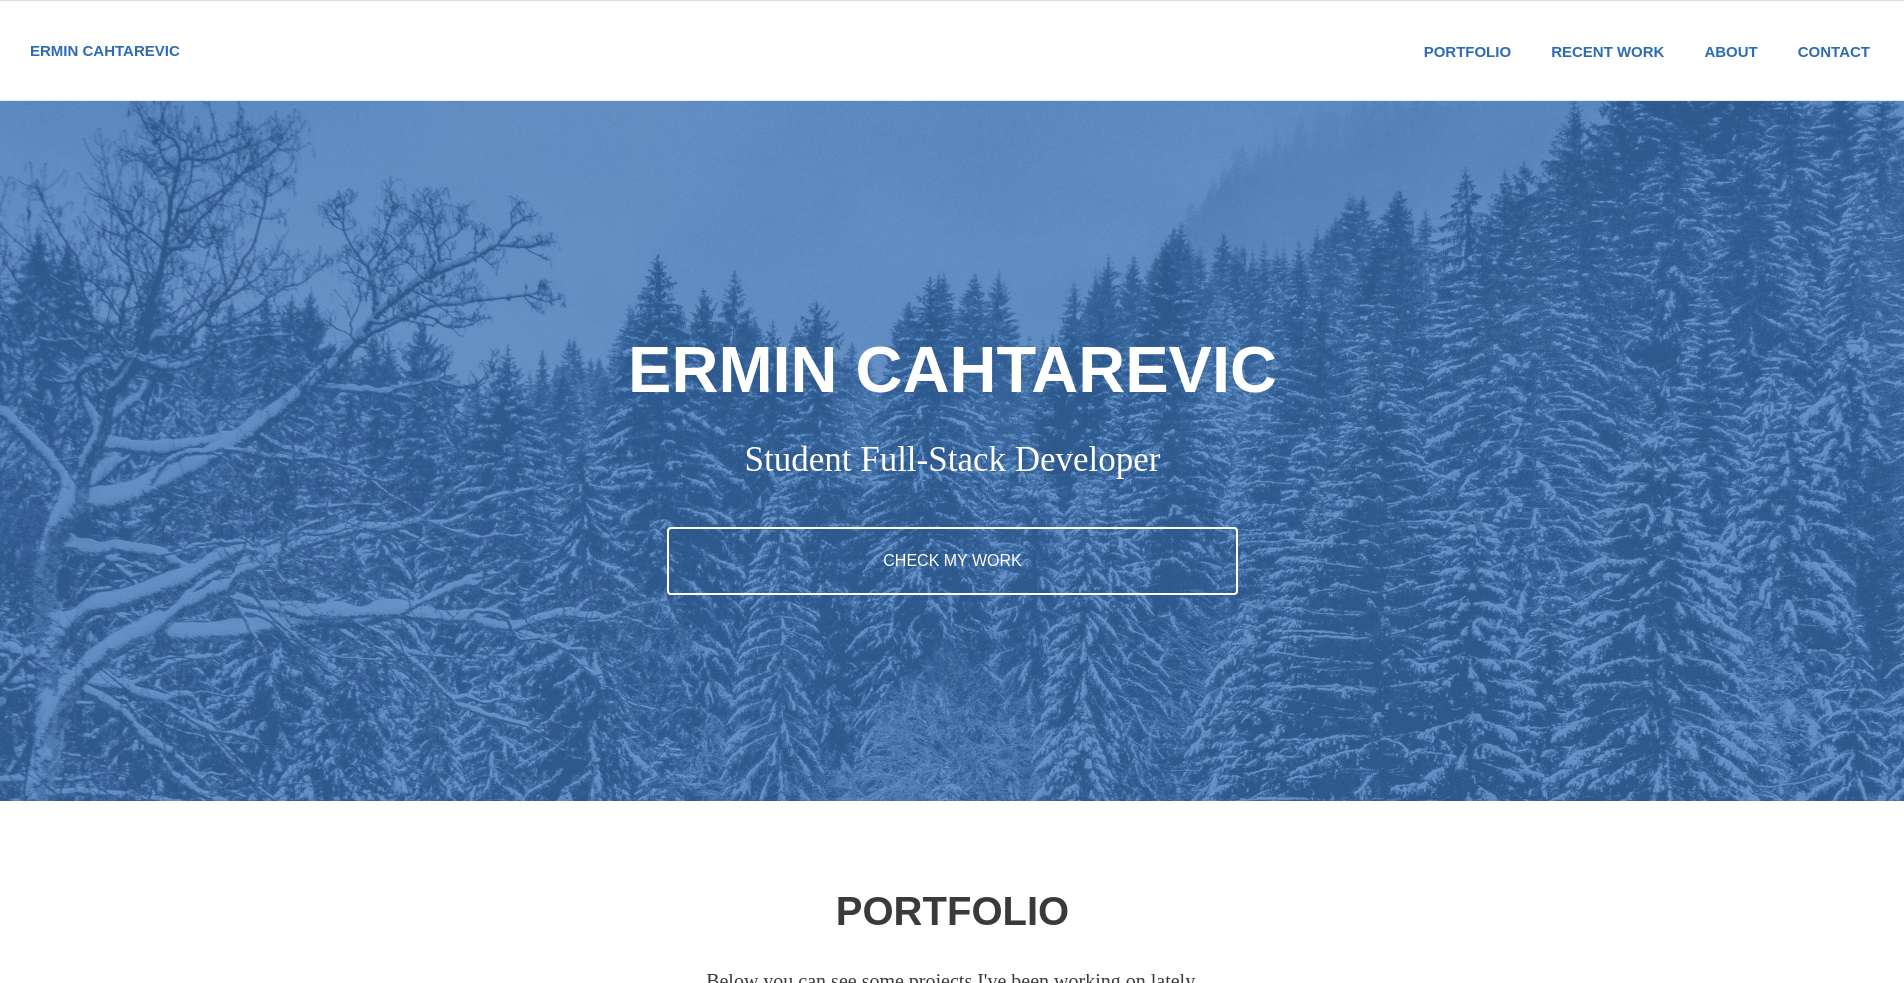 ERMIN CAHTAREVIC
PORTFOLIO RECENT WORK ABOUT CONTACT
ERMIN CAHTAREVIC
Student Full-Stack Developer
CHECK MY WORK
PORTFOLIO
Below you can see some projects I've been working on lately